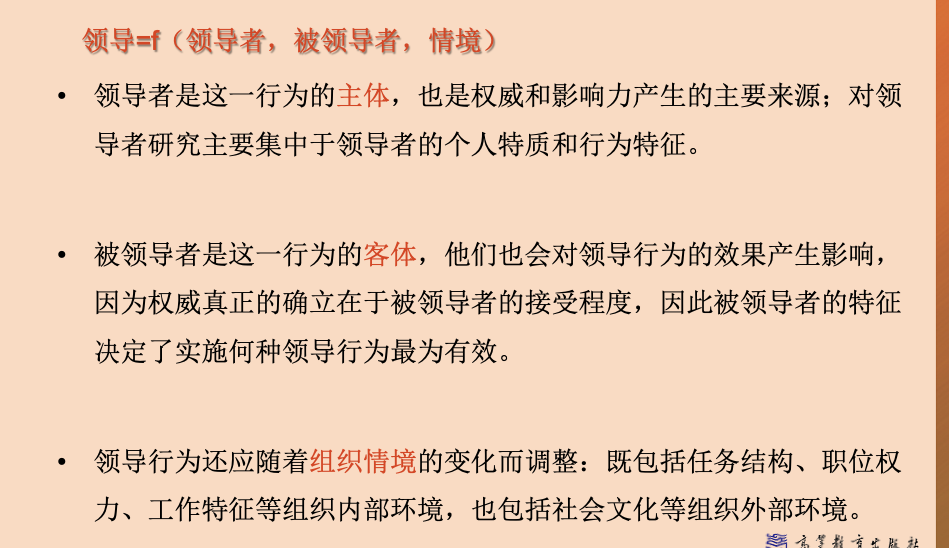 领导=f（领导者，被领导者，情境）
• 领导者是这一行为的主体，也是权威和影响力产生的主要来源；对领
导者研究主要集中于领导者的个人特质和行为特征。
• 被领导者是这一行为的客体，他们也会对领导行为的效果产生影响，
因为权威真正的确立在于被领导者的接受程度，因此被领导者的特征
决定了实施何种领导行为最为有效。
• 领导行为还应随着组织情境的变化而调整：既包括任务结构、职位权
力、工作特征等组织内部环境，也包括社会文化等组织外部环境。
高等教育出版社